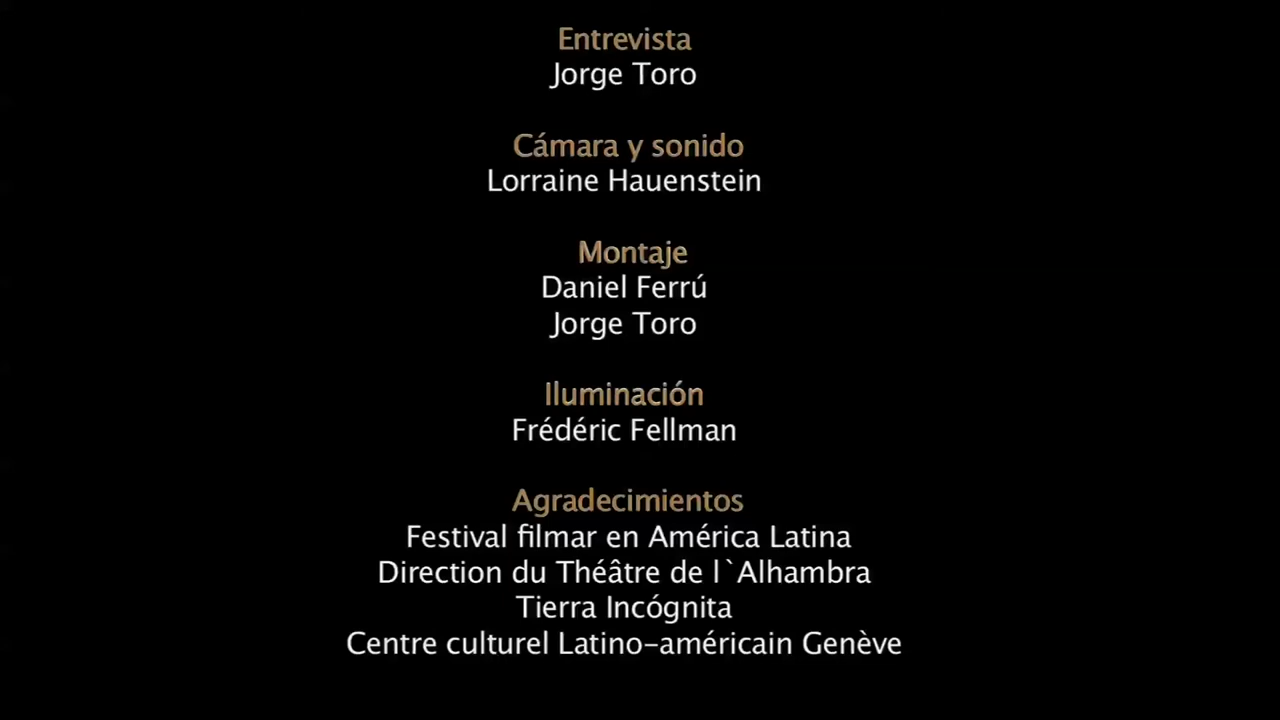 Entrevista
Jorge Toro
Cámara y sonido
Lorraine Hauenstein
Montaje
Daniel Ferrú
Jorge Toro
Iluminación
Frédéric Fellman
Agradecimientos
Festival filmar en América Latina
Direction du Théâtre de l`Alhambra
Tierra Incógnita
Centre culturel Latino-américain Genève